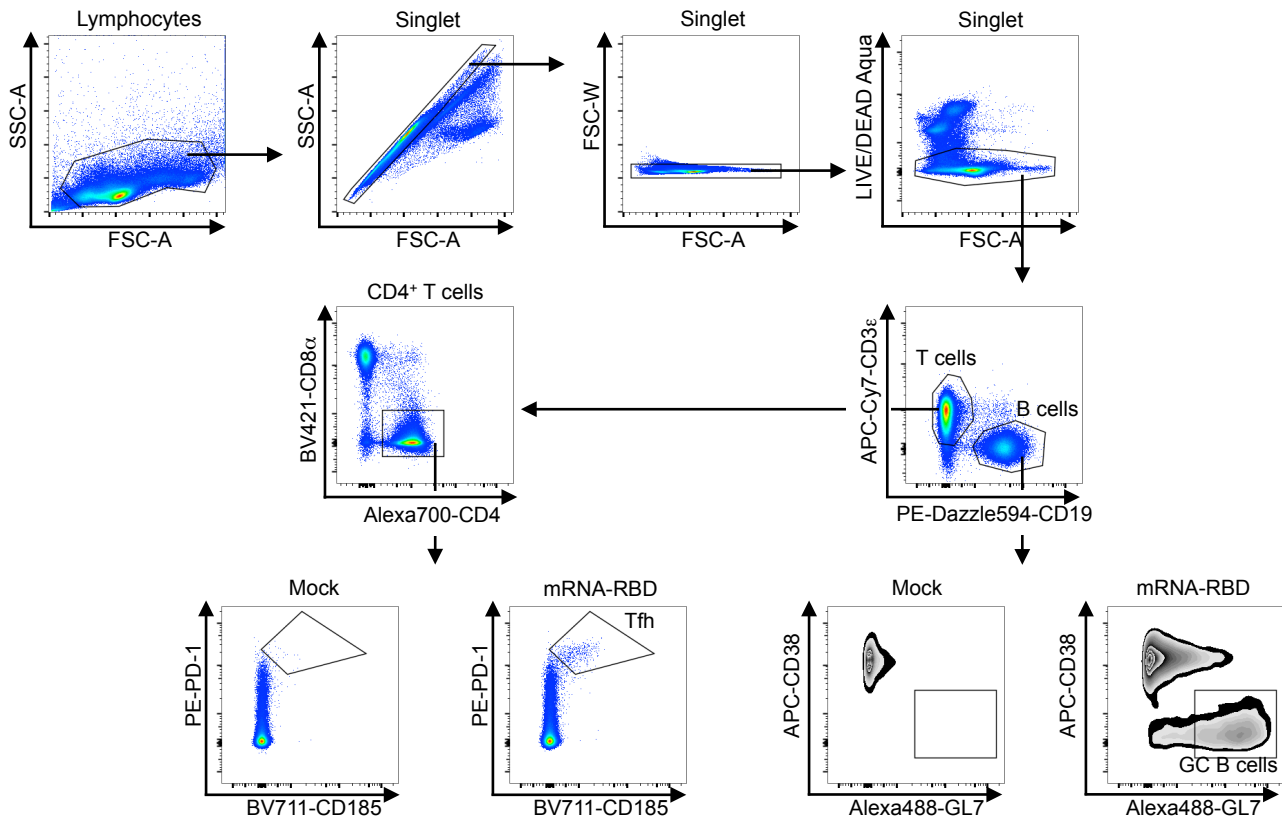 Lymphocytes
SSC-A
FSC-A
Singlet
SSC-A
FSC-A
Singlet
FSC-W
FSC-A
Singlet
LIVE/DEAD Aqua
FSC-A
CD4⁺ T cells
BV421-CD8α
Alexa700-CD4
APC-Cy7-CD3ε
T cells
B cells
PE-Dazzle594-CD19
Mock
PE-PD-1
BV711-CD185
mRNA-RBD
Tfh
PE-PD-1
BV711-CD185
Mock
APC-CD38
Alexa488-GL7
mRNA-RBD
APC-CD38
GC B cells
Alexa488-GL7